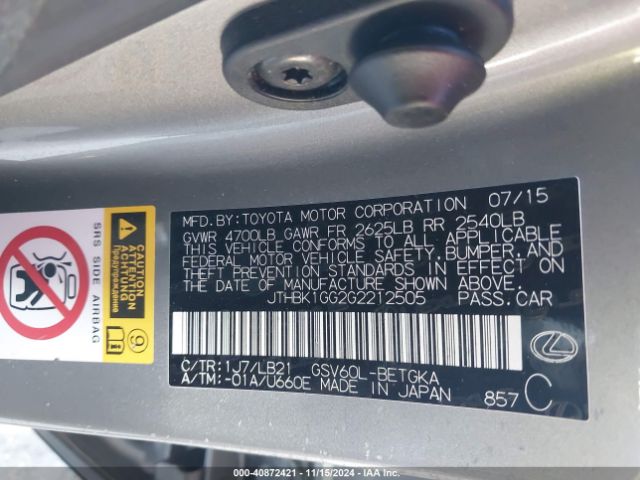 MFD.BY:TOYOTA MOTOR CORPORATION 07/15
GVWR 4700LB GAWR FR 2625LB RR 2540LB
THIS VEHICLE CONFORMS TO ALL APPLICABLE
FEDERAL MOTOR VEHICLE SAFETY,BUMPER,AND
THEFT PREVENTION STANDARDS IN EFFECT ON
THE DATE OF MANUFACTURE SHOWN ABOVE.
JTHBK1GG2G2212505 PASS.CAR
C/TR:1J7/LB21 GSV60L-BETGKA
A/TM:-01A/U660E MADE IN JAPAN 857 C
SRS SIDE AIRBAG
Предупреждение
9
000-40872421 - 11/15/2024 - IAA Inc.